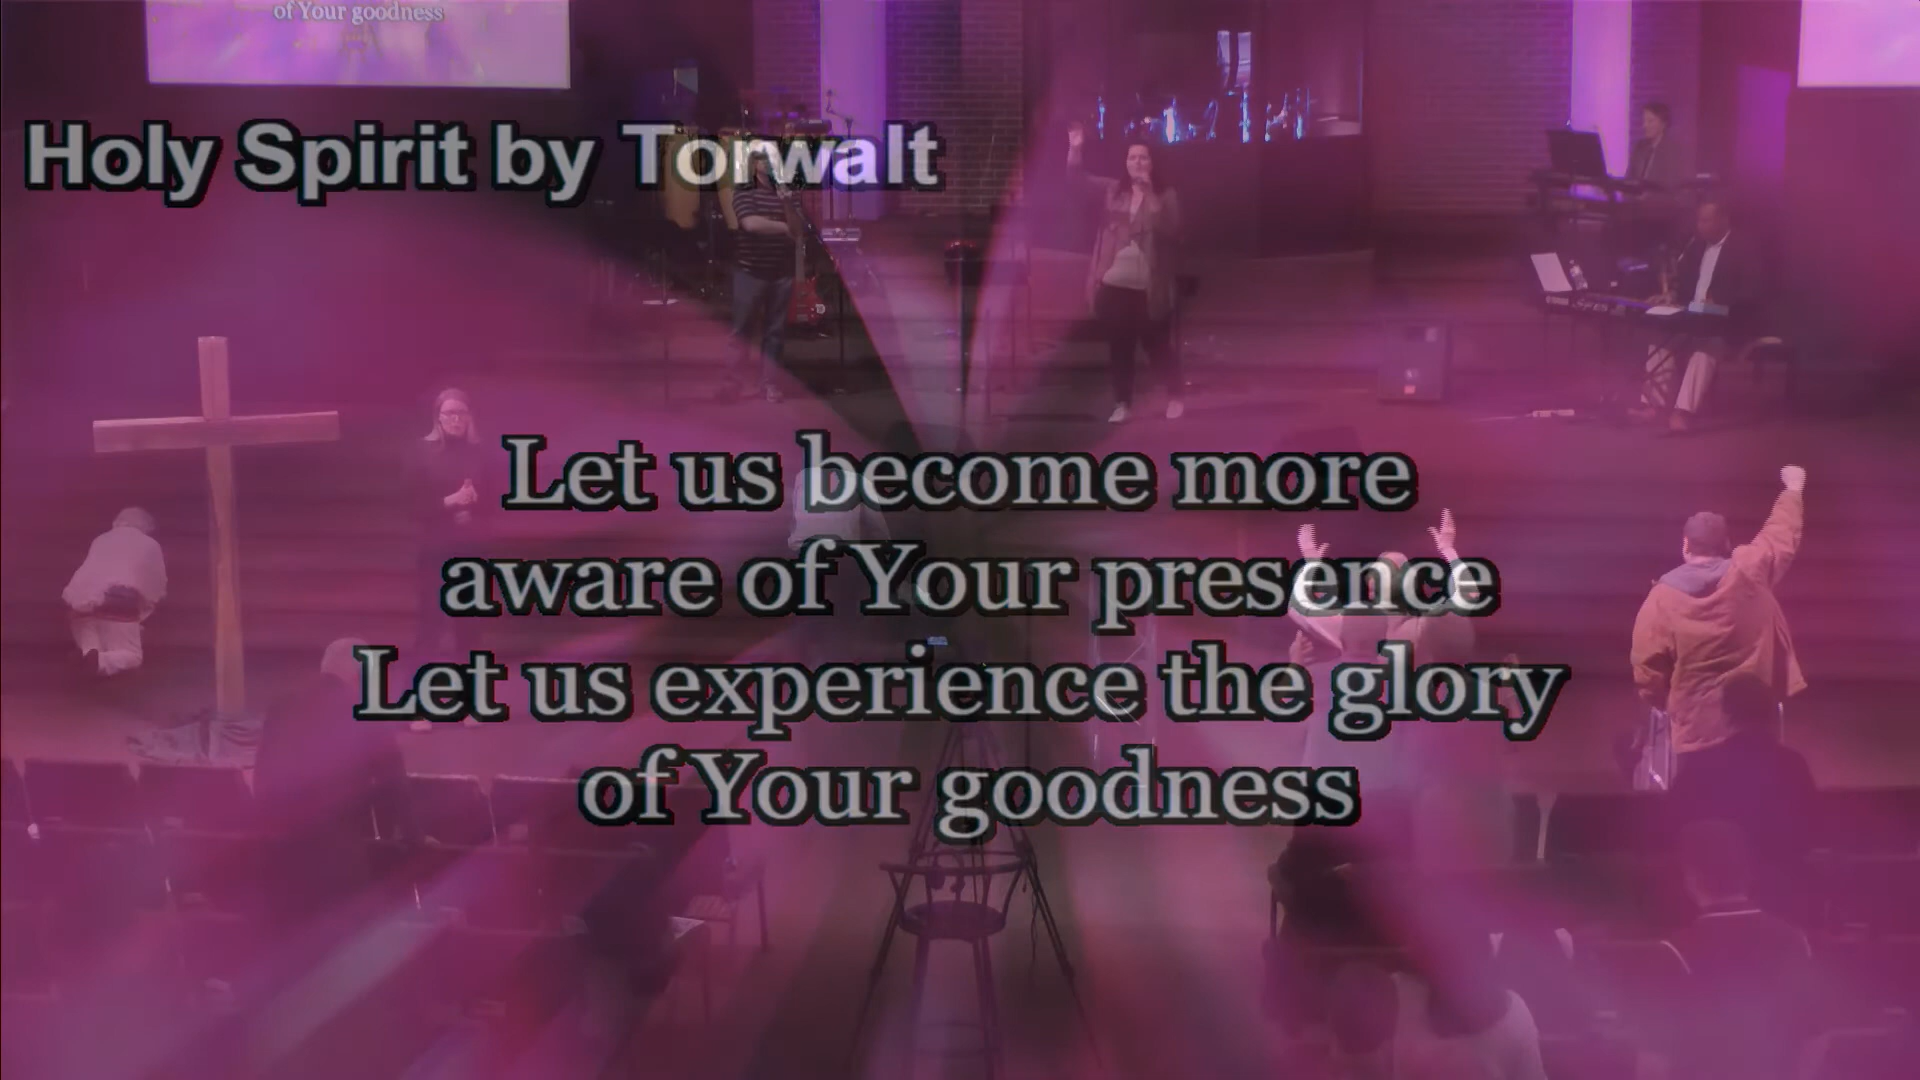 of Your goodness
Holy Spirit by Torwalt
Let us become more
aware of Your presence
Let us experience the glory
of Your goodness